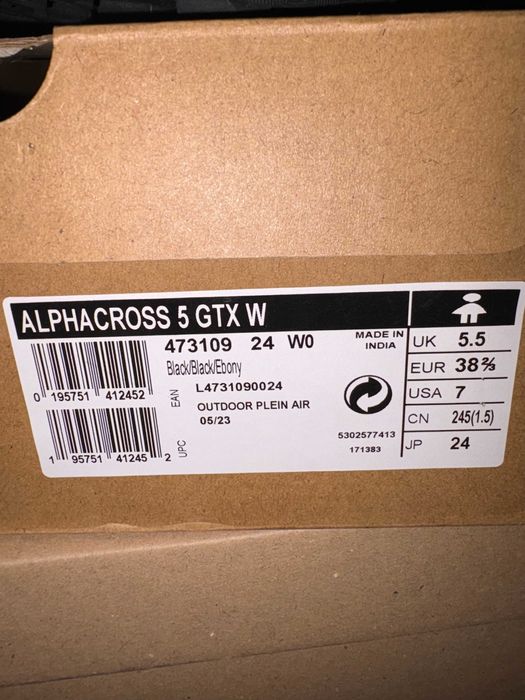 ALPHACROSS 5 GTX W
473109 24 W0
Black/Black/Ebony
L4731090024
OUTDOOR PLEIN AIR
05/23
0 195751 412452
EAN
1 95751 41245 2
UPC
MADE IN
INDIA
5302577413
171383
UK 5.5
EUR 38⅔
USA 7
CN 245(1.5)
JP 24